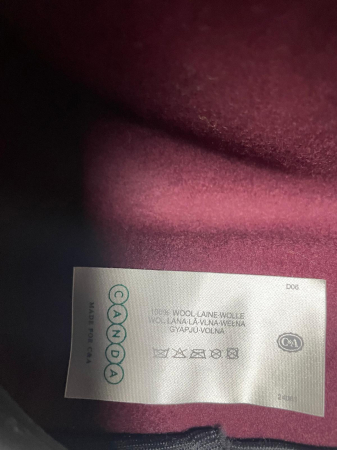 CANDA
MADE FOR C&A
100% WOOL-LAINE-WOLLE
WOL-LANA-LÃ-VLNA-WEŁNA
GYAPJÚ-VOLNA
D06
C&A